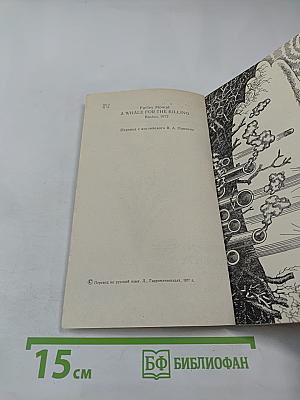 Farley Mowat
A WHALE FOR THE KILLING
Boston, 1972
Перевод с английского
© Перевод на русский язык. Л., Гидрометеоиздат, 1977 г.
15 см
БФ БИБЛИОФАН